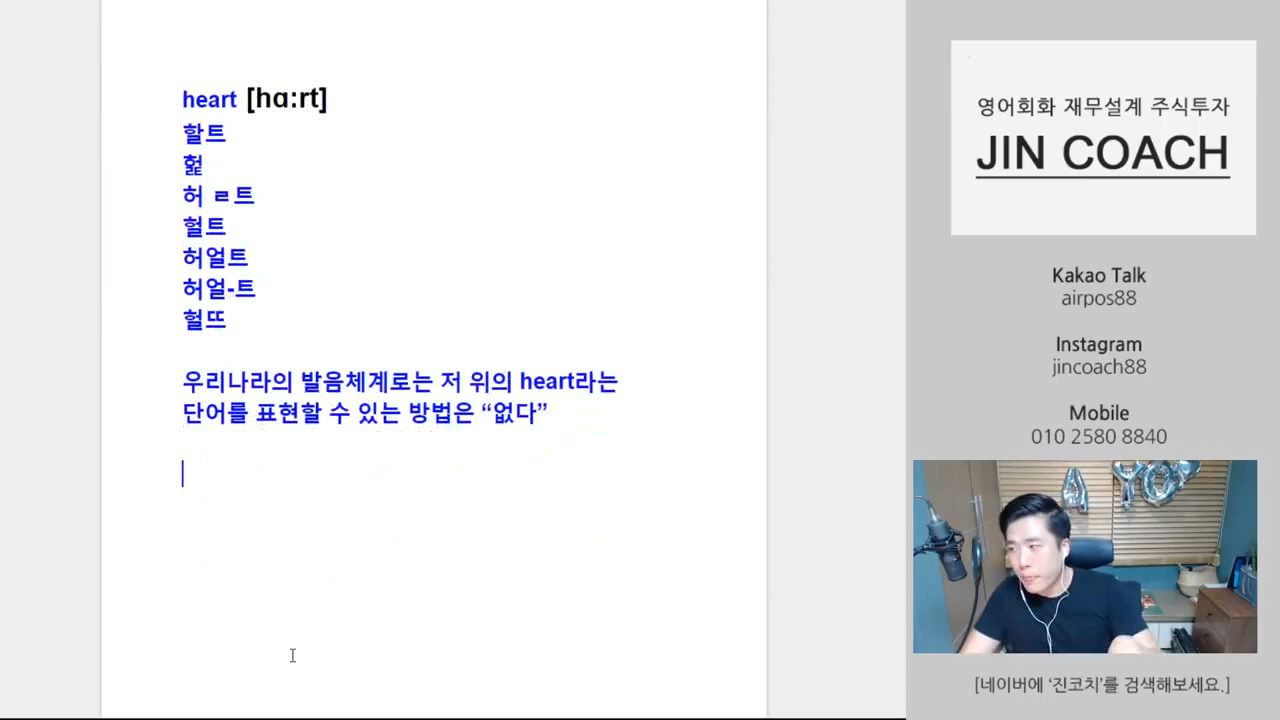 heart [hɑ:rt]
할트
헕
허 ㄹ트
헐트
허얼트
허얼-트
헐뜨
우리나라의 발음체계로는 저 위의 heart라는
단어를 표현할 수 있는 방법은 “없다”
영어회화 재무설계 주식투자
JIN COACH
Kakao Talk
airpos88
Instagram
jincoach88
Mobile
010 2580 8840
A YO!
[네이버에 ‘진코치’를 검색해보세요.]